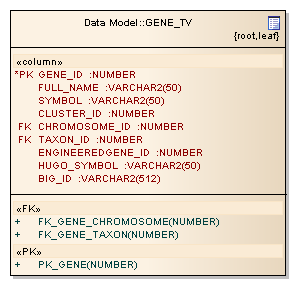 Data Model::GENE_TV
{root,leaf}
«column»
*PK GENE_ID :NUMBER
FULL_NAME :VARCHAR2(50)
SYMBOL :VARCHAR2(50)
CLUSTER_ID :NUMBER
FK CHROMOSOME_ID :NUMBER
FK TAXON_ID :NUMBER
ENGINEEREDGENE_ID :NUMBER
HUGO_SYMBOL :VARCHAR2(50)
BIG_ID :VARCHAR2(512)
«FK»
+ FK_GENE_CHROMOSOME(NUMBER)
+ FK_GENE_TAXON(NUMBER)
«PK»
+ PK_GENE(NUMBER)